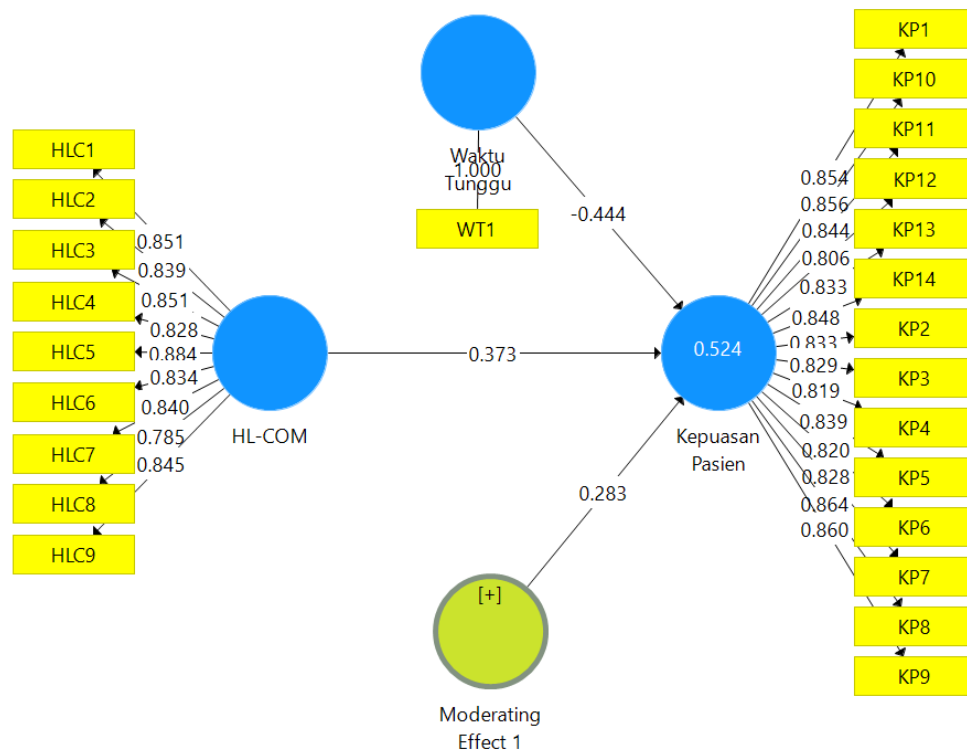 HLC1
HLC2
HLC3
HLC4
HLC5
HLC6
HLC7
HLC8
HLC9
0.851
0.839
0.851
0.828
0.884
0.834
0.840
0.785
0.845
HL-COM
Waktu
Tunggu
1.000
WT1
-0.444
0.373
0.283
[+]
Moderating
Effect 1
0.524
Kepuasan
Pasien
0.854
0.856
0.844
0.806
0.833
0.848
0.833
0.829
0.819
0.839
0.820
0.828
0.864
0.860
KP1
KP10
KP11
KP12
KP13
KP14
KP2
KP3
KP4
KP5
KP6
KP7
KP8
KP9